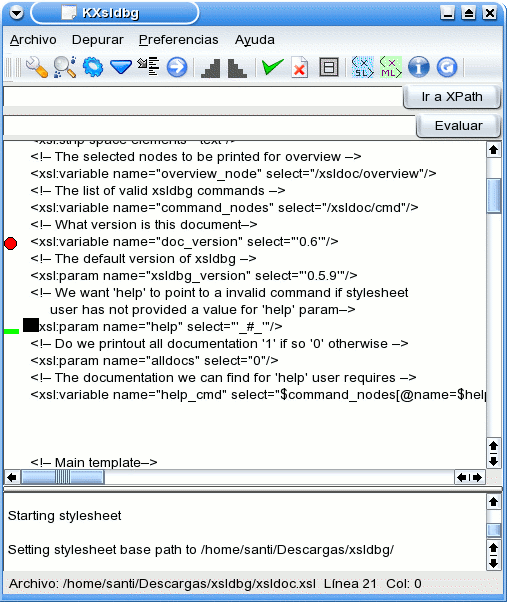 KXsldbg
Archivo Depurar Preferencias Ayuda
XSL XML
Ir a XPath
Evaluar
<xsl:strip-space elements="text"/>
<!-- The selected nodes to be printed for overview -->
<xsl:variable name="overview_node" select="/xsldoc/overview"/>
<!-- The list of valid xsldbg commands -->
<xsl:variable name="command_nodes" select="/xsldoc/cmd"/>
<!-- What version is this document-->
<xsl:variable name="doc_version" select="'0.6'"/>
<!-- The default version of xsldbg -->
<xsl:param name="xsldbg_version" select="'0.5.9'"/>
<!-- We want 'help' to point to a invalid command if stylesheet
user has not provided a value for 'help' param-->
xsl:param name="help" select="'_#_'"/>
<!-- Do we printout all documentation '1' if so '0' otherwise -->
<xsl:param name="alldocs" select="0"/>
<!-- The documentation we can find for 'help' user requires -->
<xsl:variable name="help_cmd" select="$command_nodes[@name=$help
<!-- Main template-->
Starting stylesheet
Setting stylesheet base path to /home/santi/Descargas/xsldbg/
Archivo: /home/santi/Descargas/xsldbg/xsldoc.xsl Línea 21 Col: 0